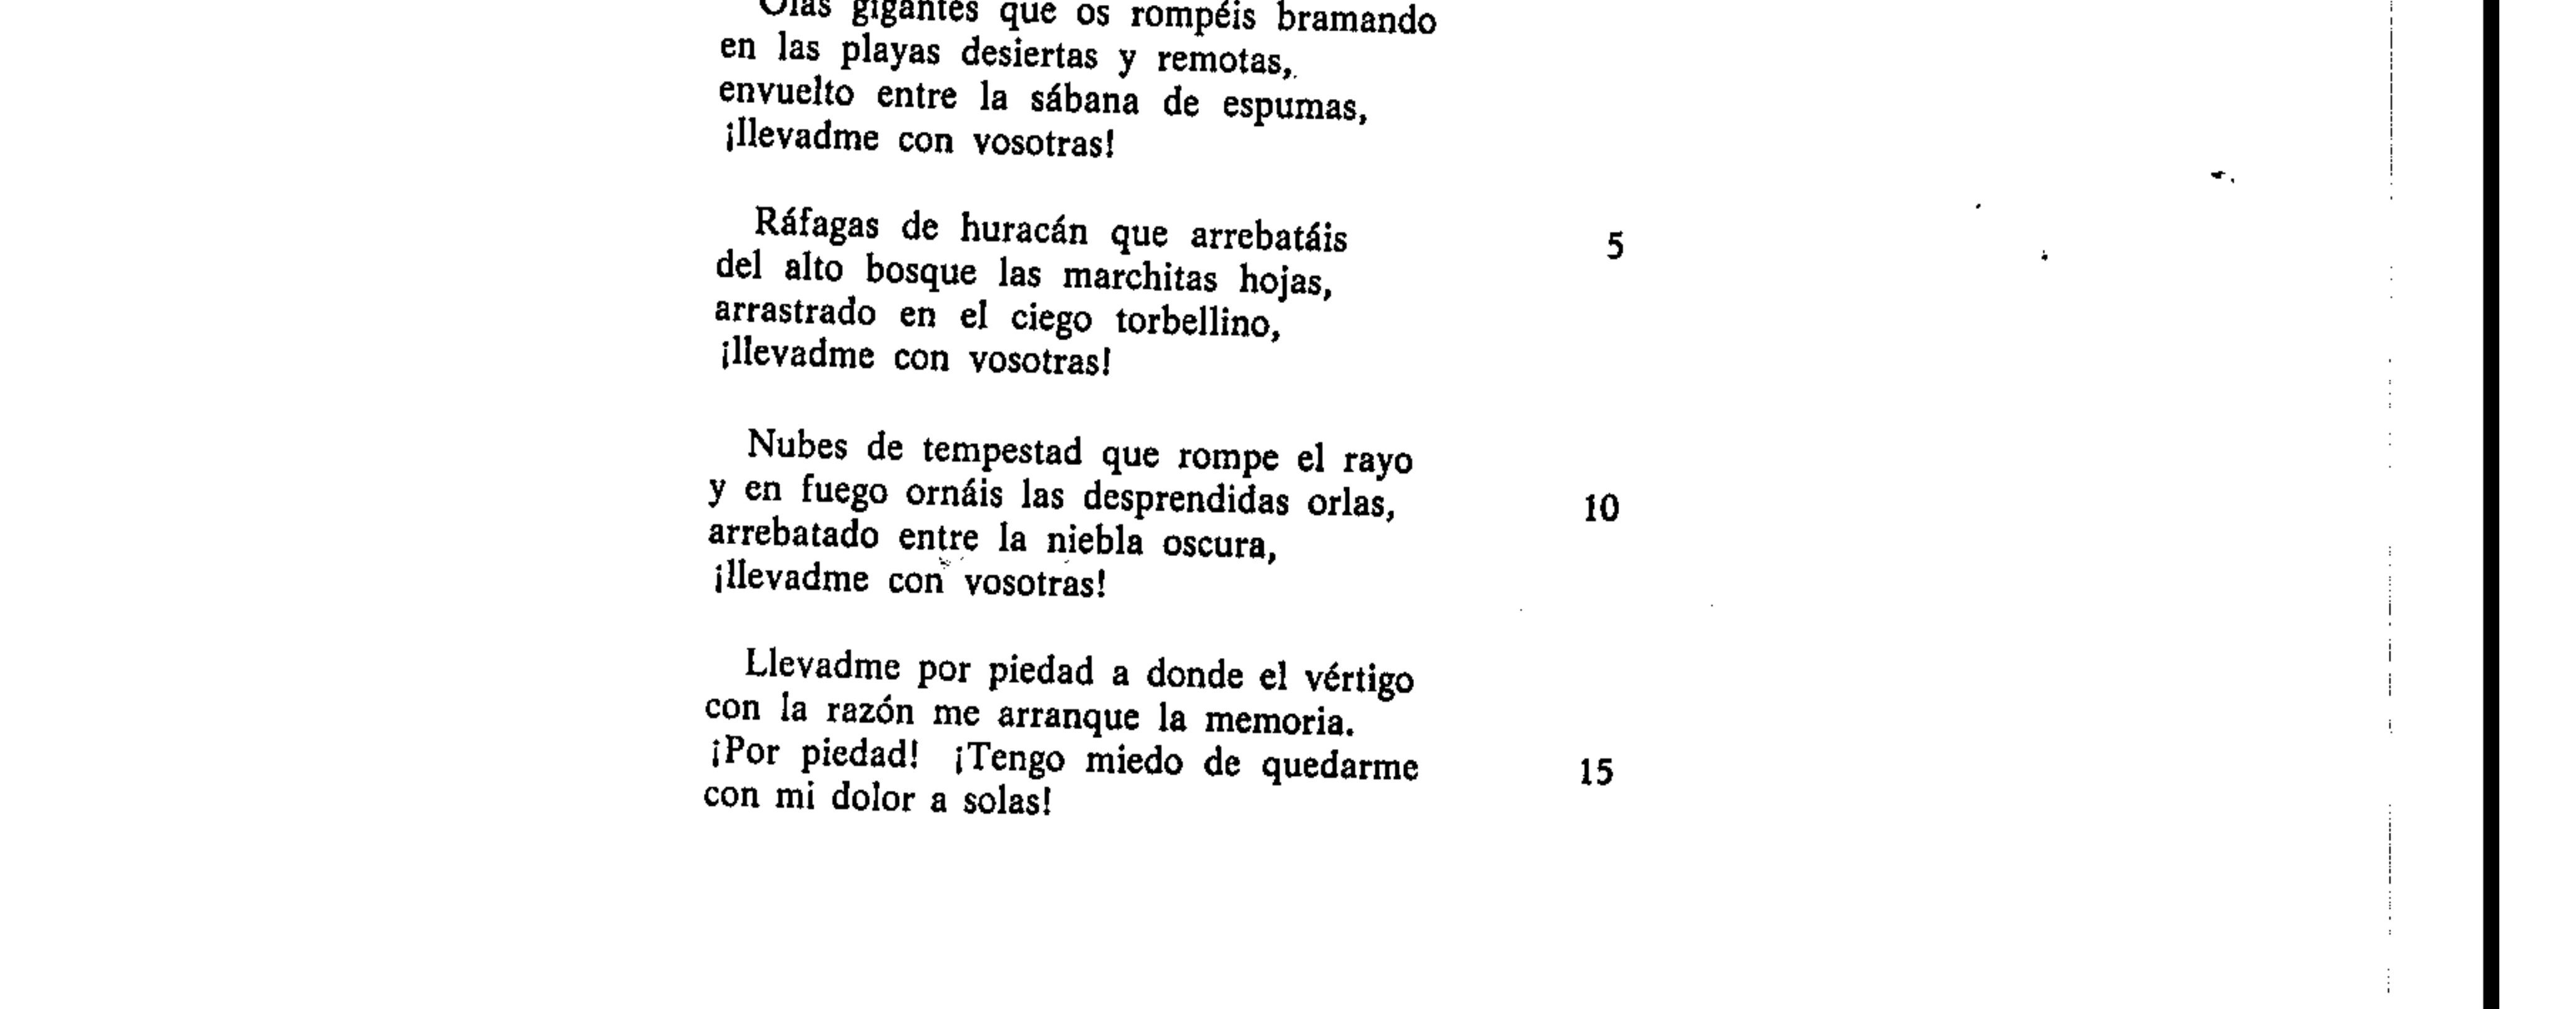 Olas gigantes que os rompéis bramando
en las playas desiertas y remotas,
envuelto entre la sábana de espumas,
¡llevadme con vosotras!
Ráfagas de huracán que arrebatáis 5
del alto bosque las marchitas hojas,
arrastrado en el ciego torbellino,
¡llevadme con vosotras!
Nubes de tempestad que rompe el rayo
y en fuego ornáis las desprendidas orlas, 10
arrebatado entre la niebla oscura,
¡llevadme con vosotras!
Llevadme por piedad a donde el vértigo
con la razón me arranque la memoria.
¡Por piedad! ¡Tengo miedo de quedarme 15
con mi dolor a solas!